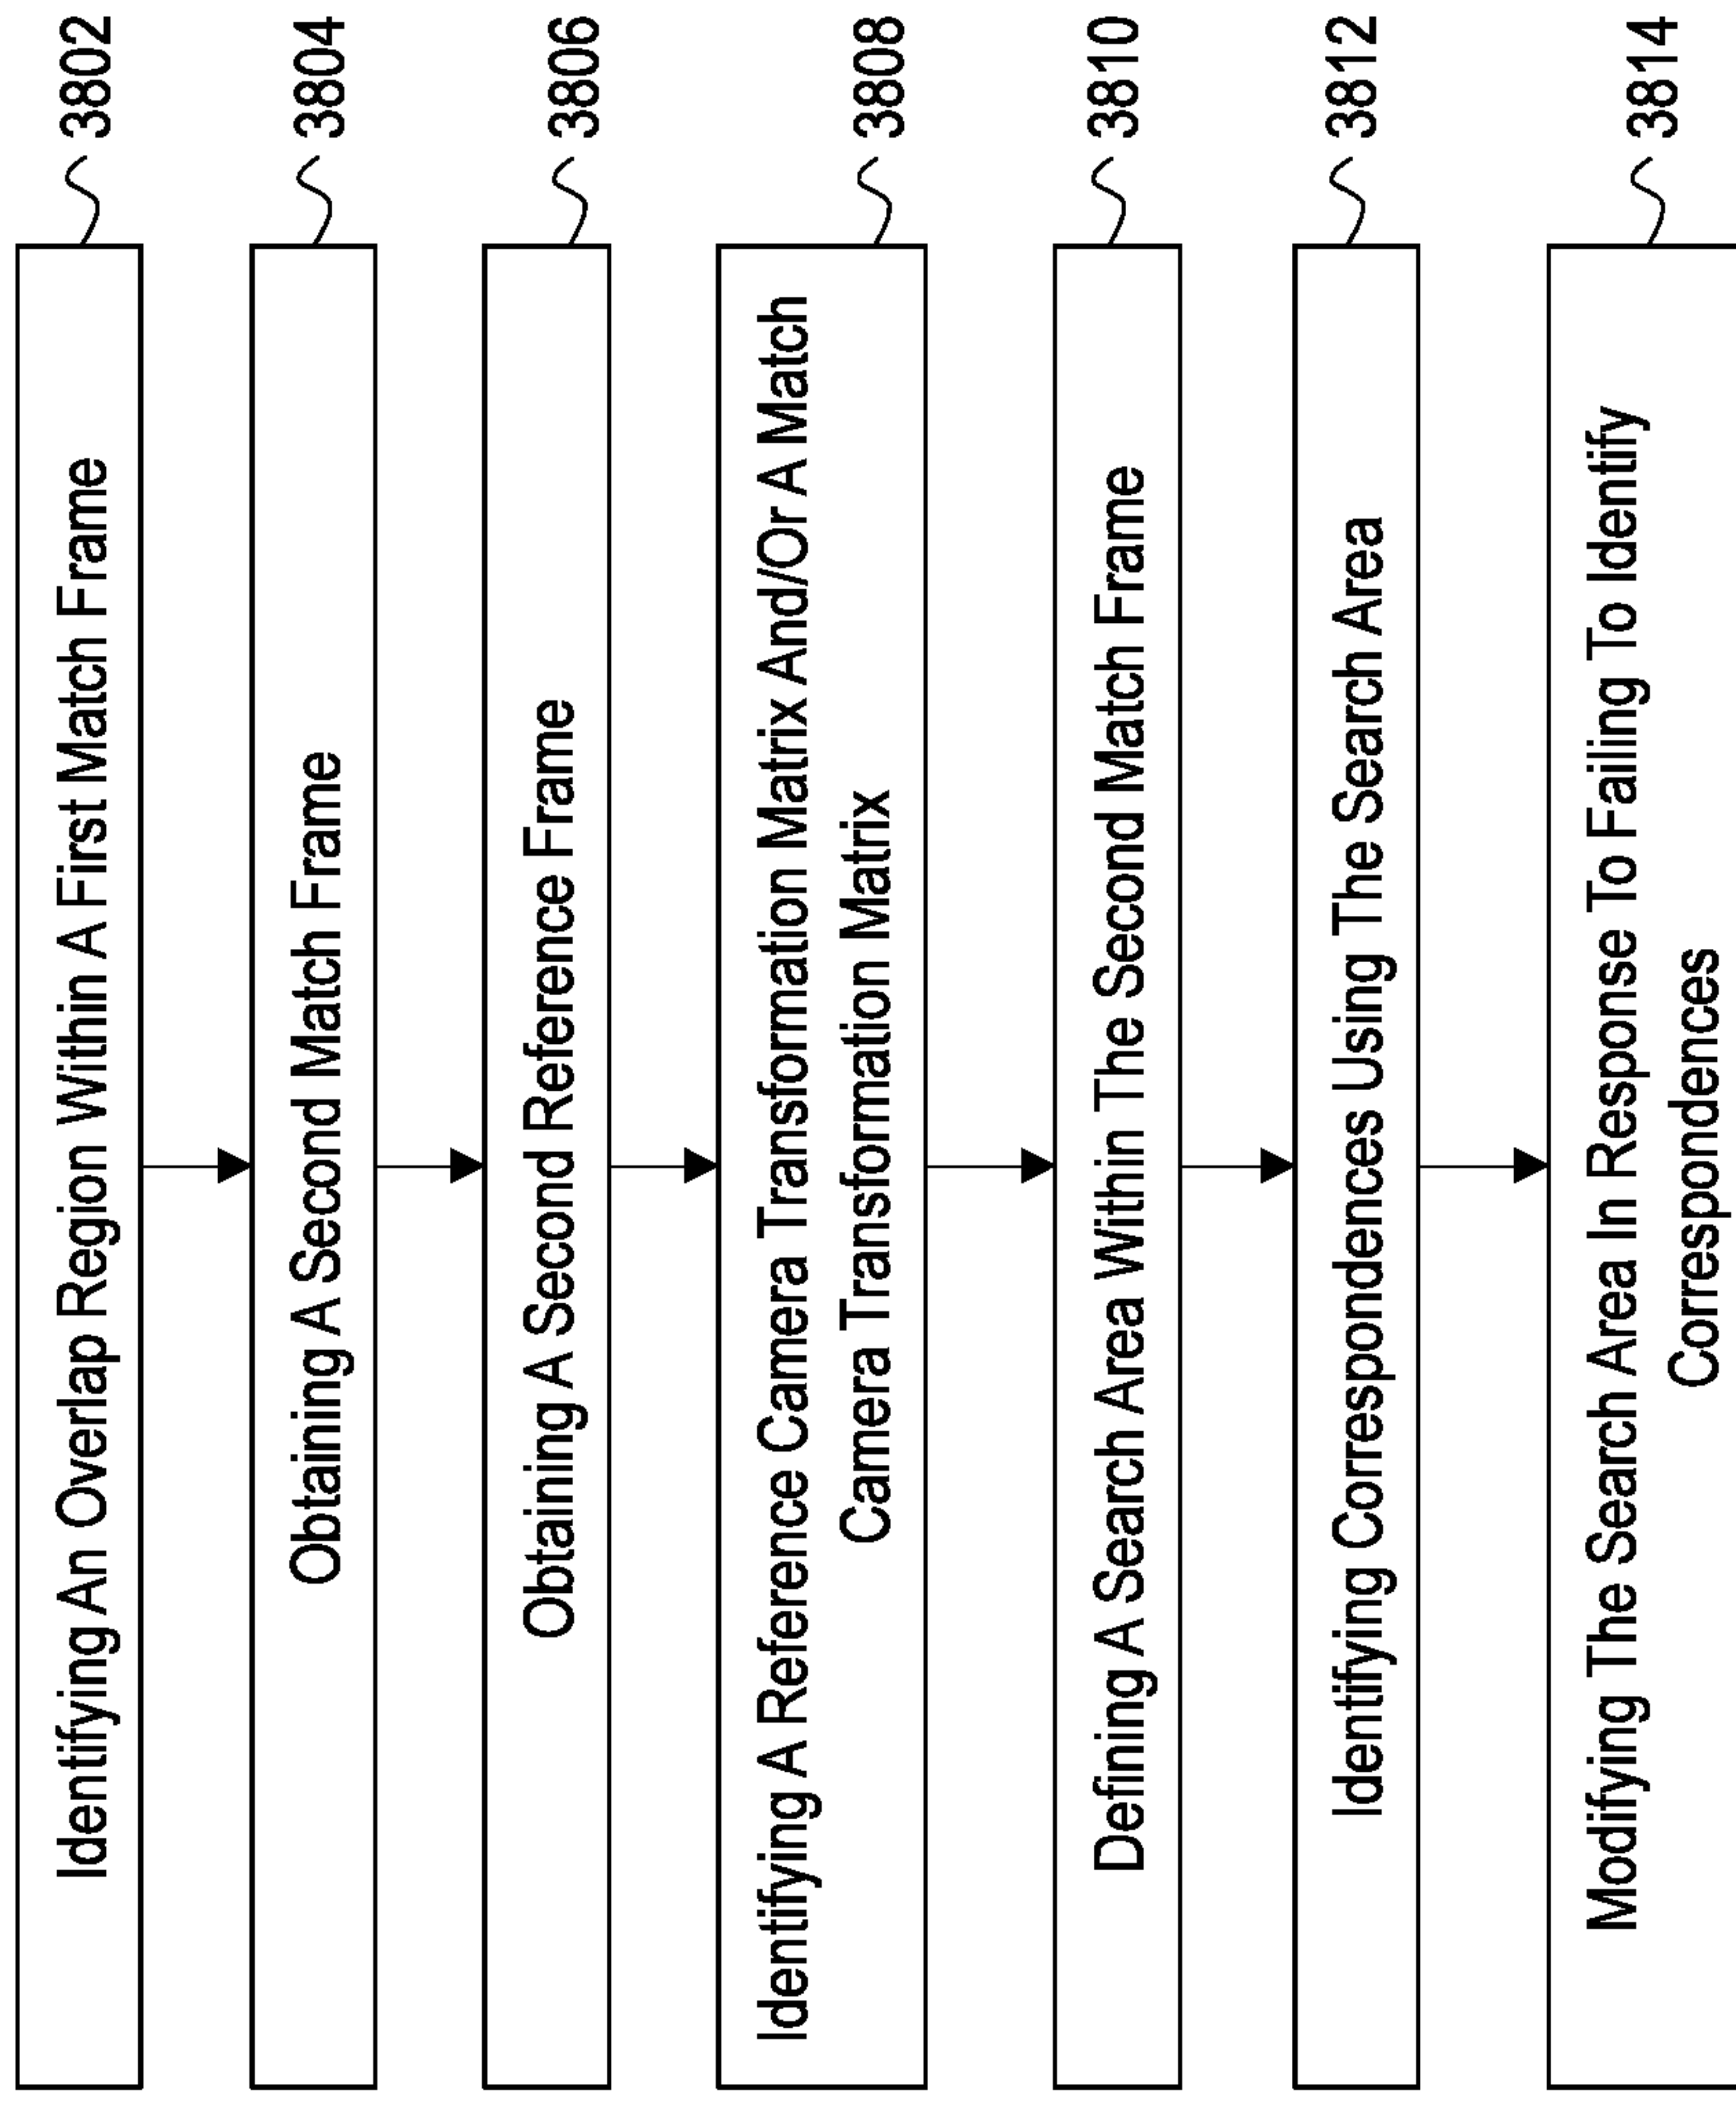 Identifying An Overlap Region Within A First Match Frame
3802
Obtaining A Second Match Frame
3804
Obtaining A Second Reference Frame
3806
Identifying A Reference Camera Transformation Matrix And/Or A Match
Camera Transformation Matrix
3808
Defining A Search Area Within The Second Match Frame
3810
Identifying Correspondences Using The Search Area
3812
Modifying The Search Area In Response To Failing To Identify
Correspondences
3814